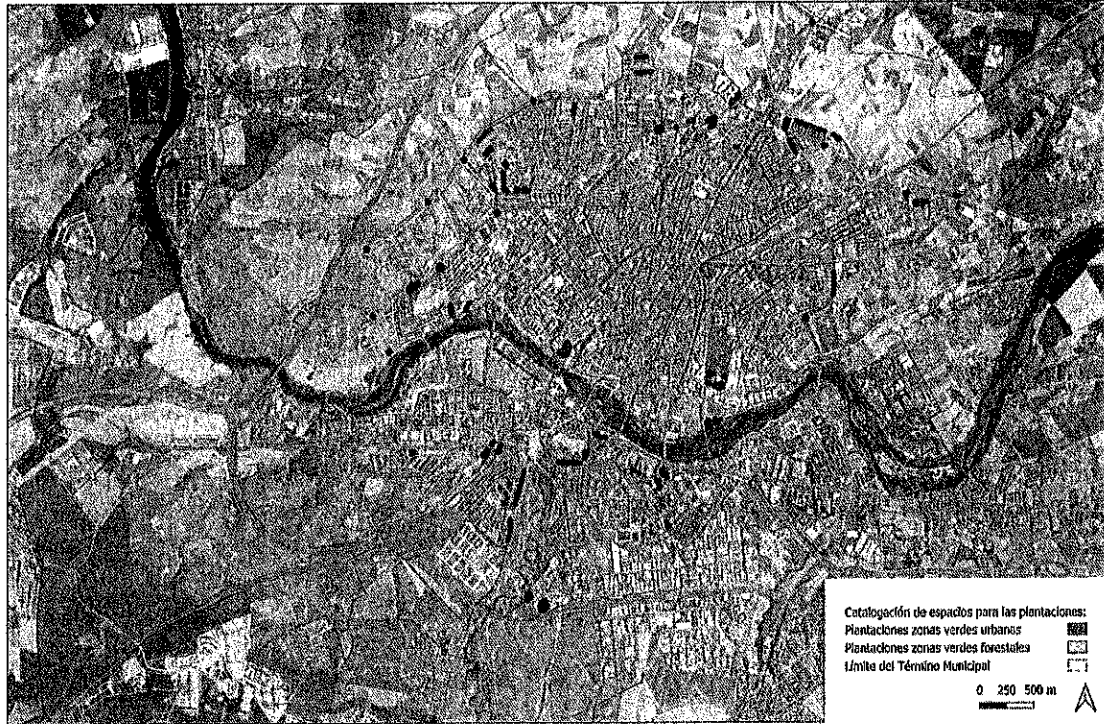 Catalogación de espacios para las plantaciones:
Plantaciones zonas verdes urbanas
Plantaciones zonas verdes forestales
Límite del Término Municipal
0 250 500 m